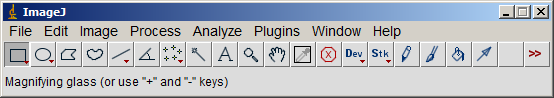 ImageJ
File Edit Image Process Analyze Plugins Window Help
A Dev Stk >>
Magnifying glass (or use "+" and "-" keys)